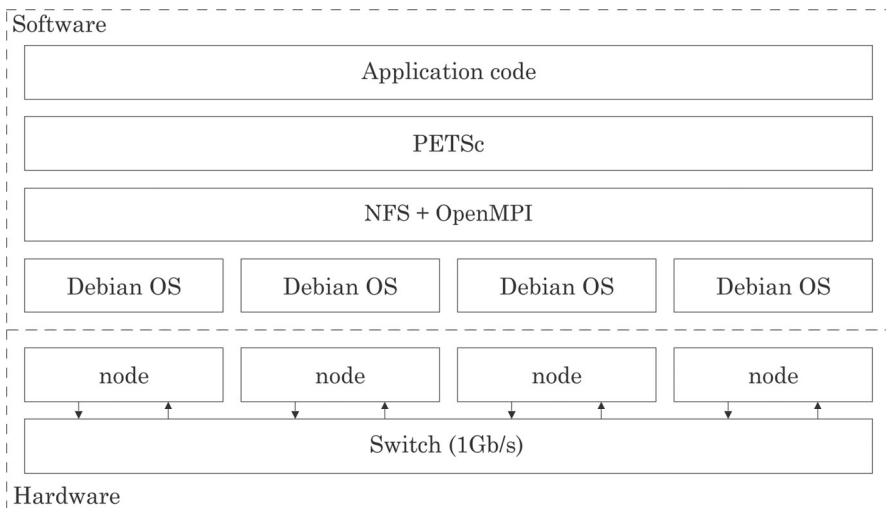 Software
Application code
PETSc
NFS + OpenMPI
Debian OS Debian OS Debian OS Debian OS
node node node node
Switch (1Gb/s)
Hardware